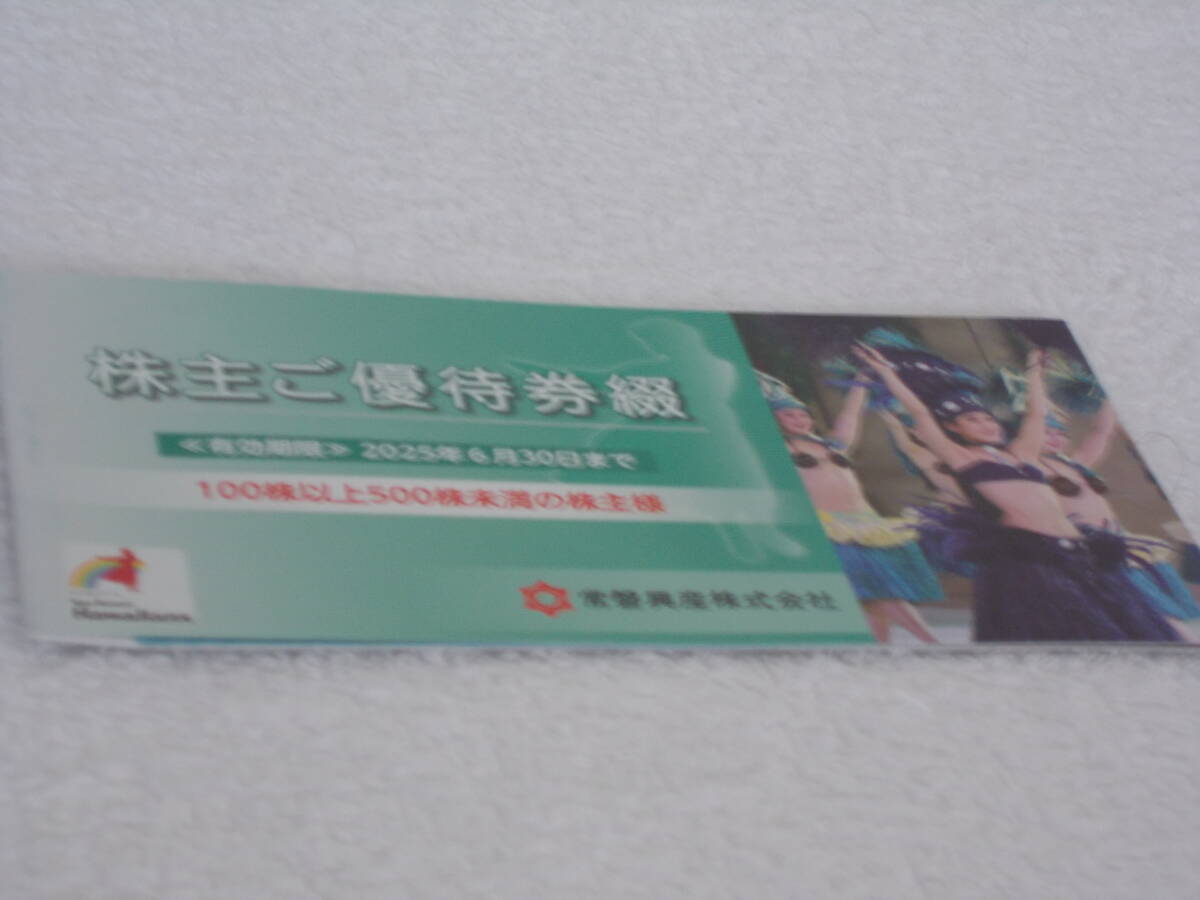 株主ご優待券綴
≪有効期限≫ 2025年6月30日まで
100株以上500株未満の株主様
Hawaiians
常磐興産株式会社